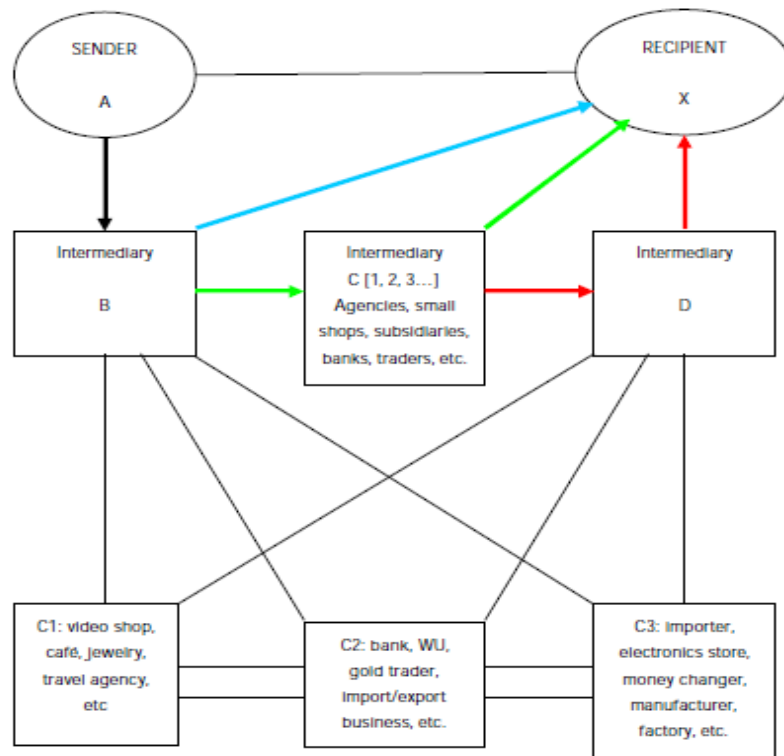 SENDER
A
RECIPIENT
X
Intermediary
B
Intermediary
C [1, 2, 3...]
Agencies, small
shops, subsidiaries,
banks, traders, etc.
Intermediary
D
C1: video shop,
café, jewelry,
travel agency,
etc
C2: bank, WU,
gold trader,
import/export
business, etc.
C3: importer,
electronics store,
money changer,
manufacturer,
factory, etc.